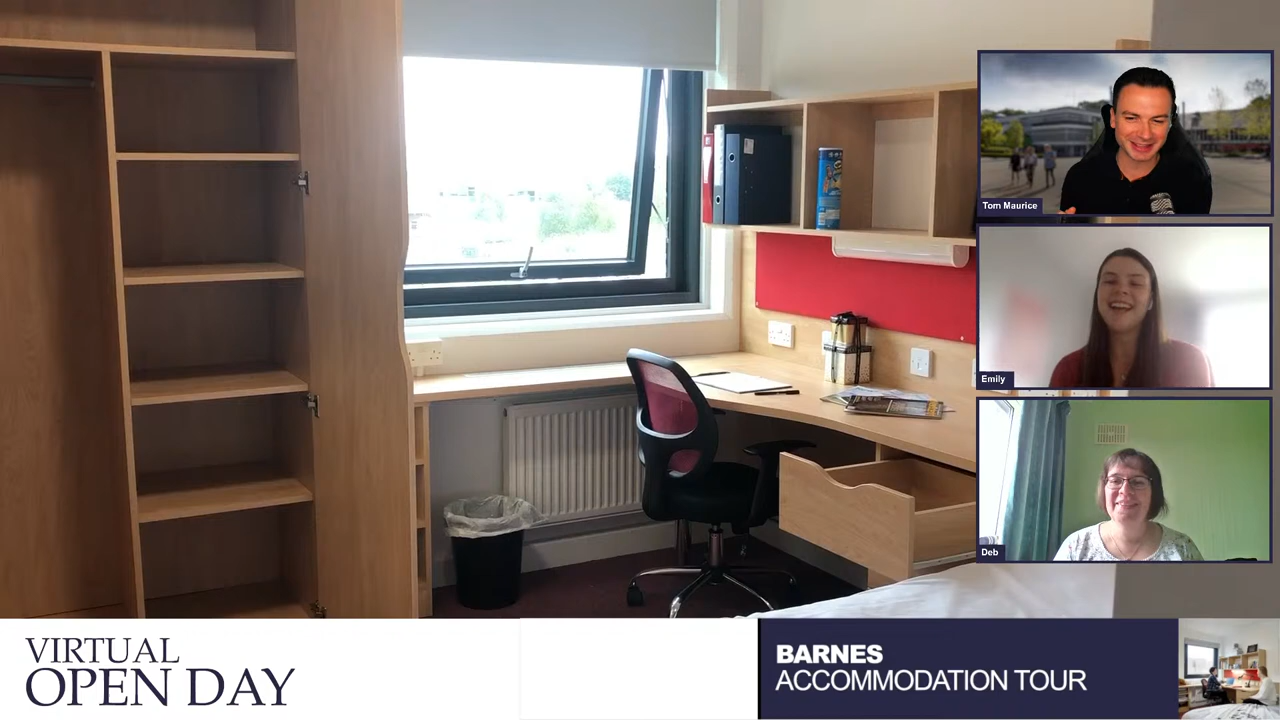 Tom Maurice
Emily
Deb
VIRTUAL
OPEN DAY
BARNES
ACCOMMODATION TOUR